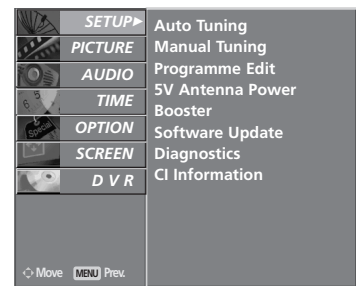 SETUP
PICTURE
AUDIO
TIME
OPTION
SCREEN
D V R
Auto Tuning
Manual Tuning
Programme Edit
5V Antenna Power
Booster
Software Update
Diagnostics
CI Information
Move MENU Prev.